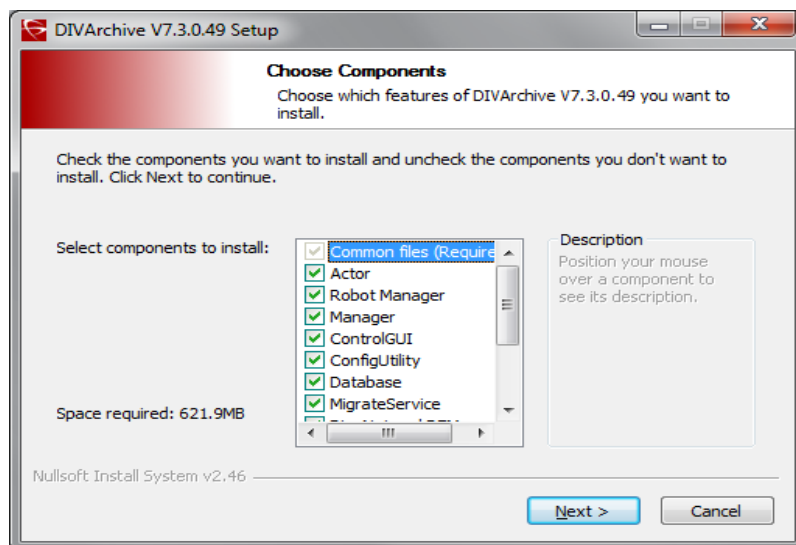 DIVArchive V7.3.0.49 Setup
Choose Components
Choose which features of DIVArchive V7.3.0.49 you want to
install.
Check the components you want to install and uncheck the components you don't want to
install. Click Next to continue.
Select components to install:
Common files (Require
Actor
Robot Manager
Manager
ControlGUI
ConfigUtility
Database
MigrateService
Description
Position your mouse
over a component to
see its description.
Space required: 621.9MB
Nullsoft Install System v2.46
Next >
Cancel